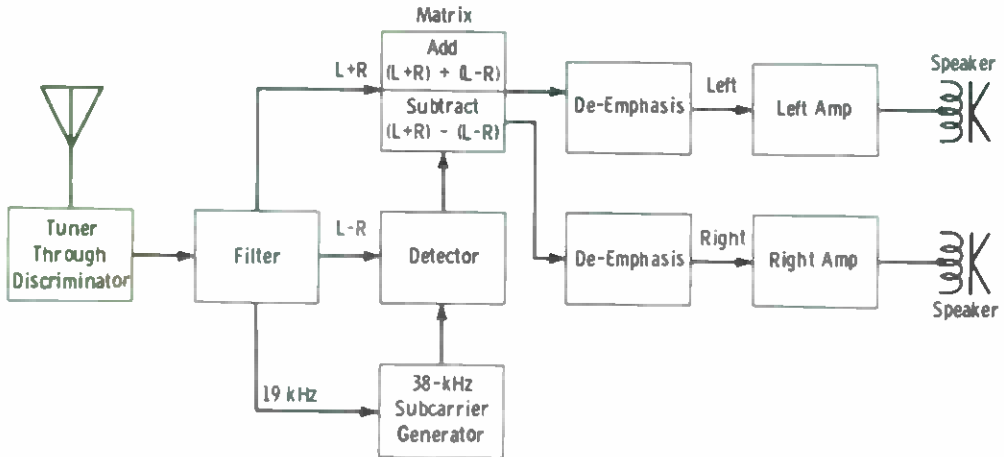 Matrix
Add
(L+R) + (L-R)
Subtract
(L+R) - (L-R)
L+R
De-Emphasis
Left
Left Amp
Speaker
Tuner
Through
Discriminator
Filter
L-R
Detector
De-Emphasis
Right
Right Amp
Speaker
19 kHz
38-kHz
Subcarrier
Generator